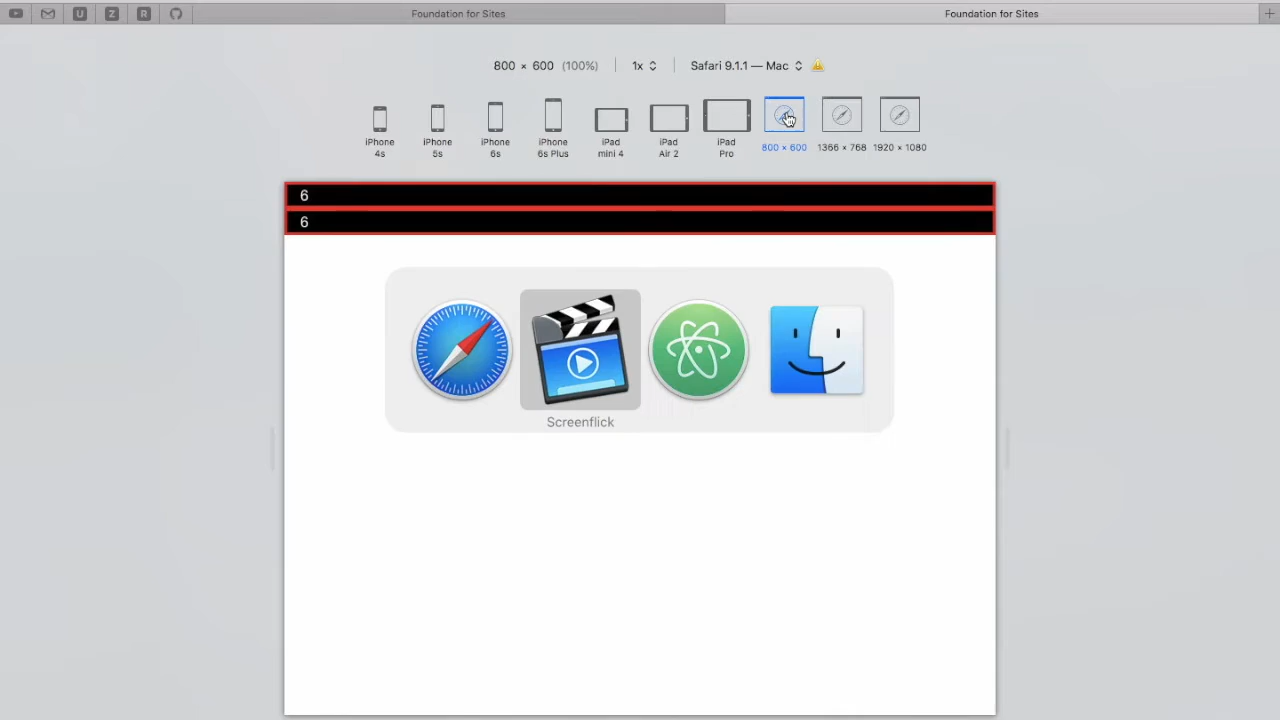 U Z R Foundation for Sites Foundation for Sites +
800 × 600 (100%) 1x Safari 9.1.1 — Mac
iPhone 4s
iPhone 5s
iPhone 6s
iPhone 6s Plus
iPad mini 4
iPad Air 2
iPad Pro
800 × 600
1366 × 768
1920 × 1080
6
6
Screenflick